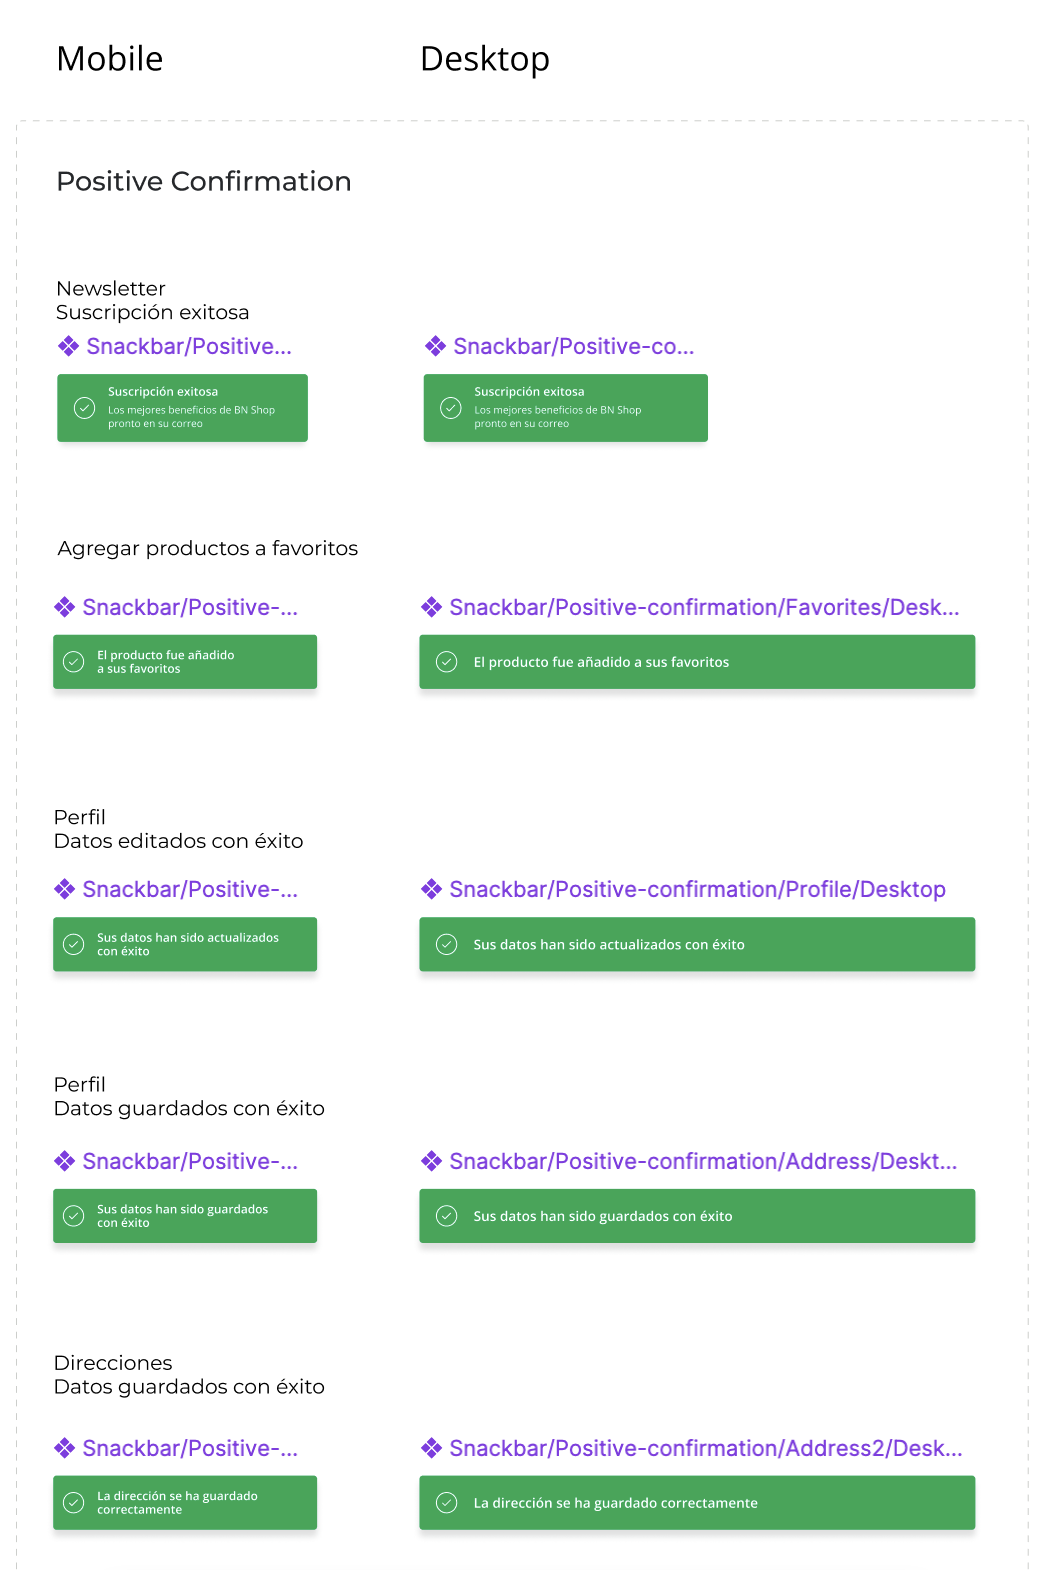 Mobile
Desktop
Positive Confirmation
Newsletter
Suscripción exitosa
Snackbar/Positive...
Snackbar/Positive-co...
Suscripción exitosa
Los mejores beneficios de BN Shop
pronto en su correo
Suscripción exitosa
Los mejores beneficios de BN Shop
pronto en su correo
Agregar productos a favoritos
Snackbar/Positive-...
Snackbar/Positive-confirmation/Favorites/Desk...
El producto fue añadido
a sus favoritos
El producto fue añadido a sus favoritos
Perfil
Datos editados con éxito
Snackbar/Positive-...
Snackbar/Positive-confirmation/Profile/Desktop
Sus datos han sido actualizados
con éxito
Sus datos han sido actualizados con éxito
Perfil
Datos guardados con éxito
Snackbar/Positive-...
Snackbar/Positive-confirmation/Address/Deskt...
Sus datos han sido guardados
con éxito
Sus datos han sido guardados con éxito
Direcciones
Datos guardados con éxito
Snackbar/Positive-...
Snackbar/Positive-confirmation/Address2/Desk...
La dirección se ha guardado
correctamente
La dirección se ha guardado correctamente